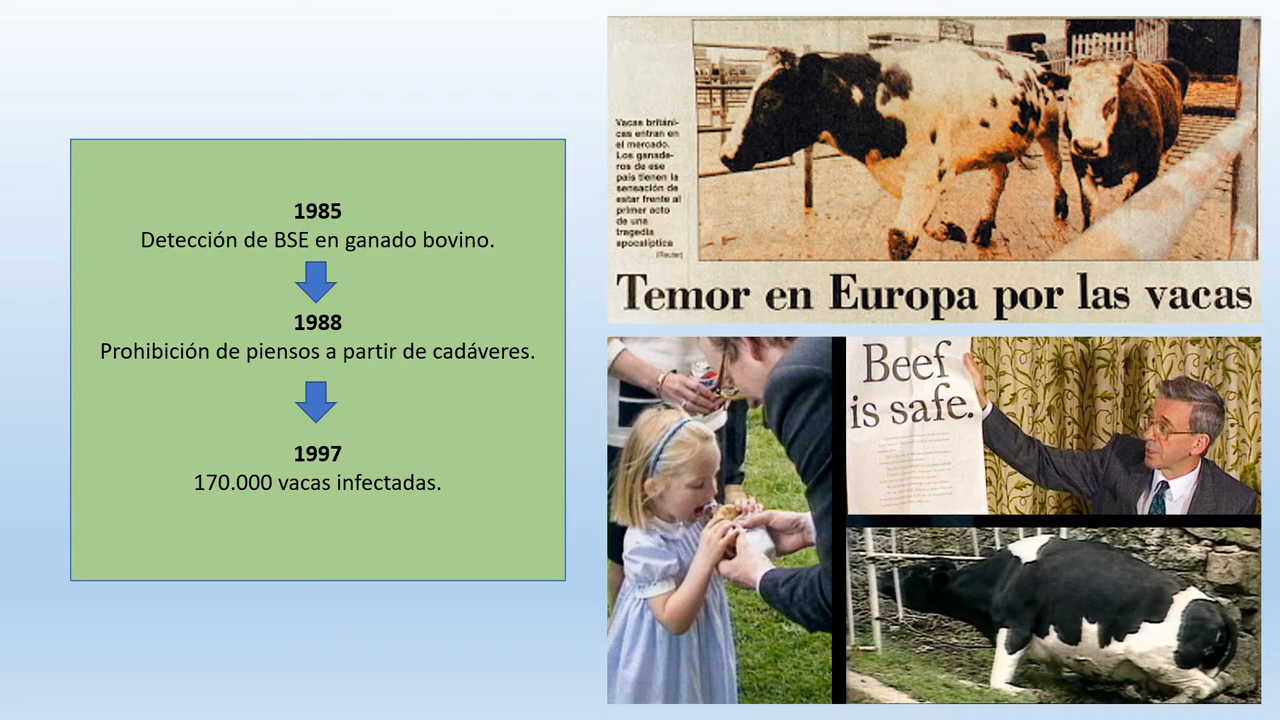 1985
Detección de BSE en ganado bovino.
1988
Prohibición de piensos a partir de cadáveres.
1997
170.000 vacas infectadas.
Vacas británi-
cas entran en
el mercado.
Los ganade-
ros de ese
país tienen la
sensación de
estar frente al
primer acto
de una
tragedia
apocalíptica
(Reuter)
Temor en Europa por las vacas
Beef
is safe.